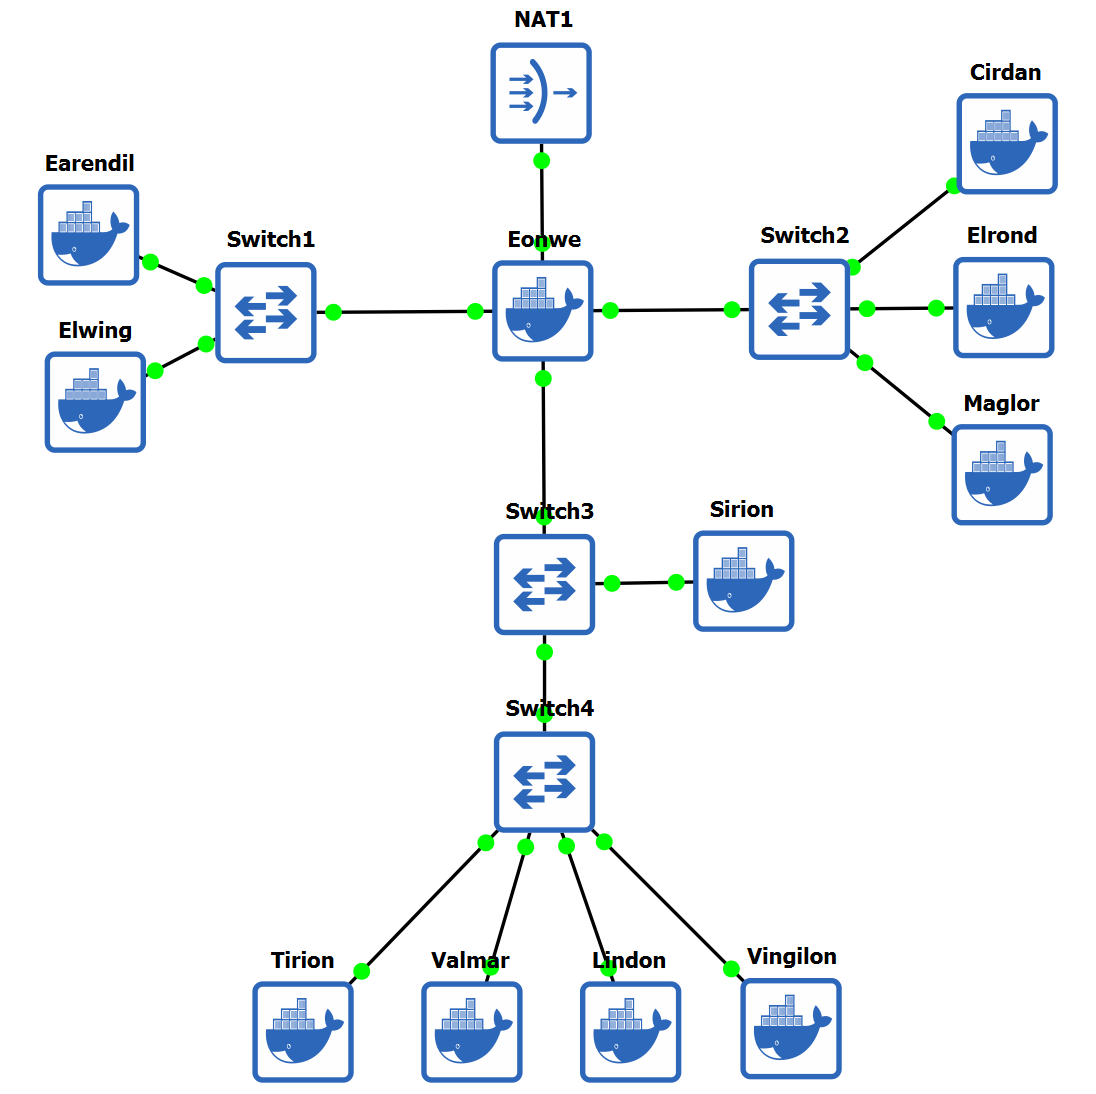 NAT1
Cirdan
Earendil
Switch1
Eonwe
Switch2
Elrond
Elwing
Maglor
Switch3
Sirion
Switch4
Tirion
Valmar
Lindon
Vingilon